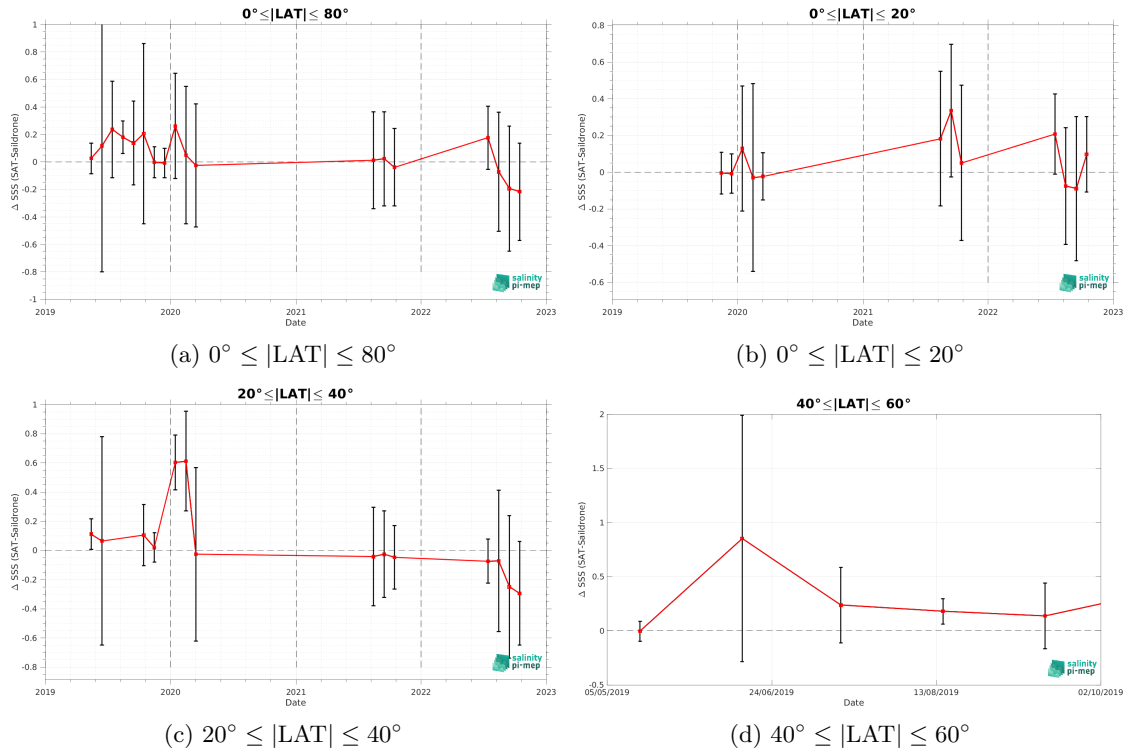 0°≤|LAT|≤ 80°
Δ SSS (SAT-Saildrone)
1
0.8
0.6
0.4
0.2
0
-0.2
-0.4
-0.6
-0.8
-1
2019
2020
2021
2022
2023
Date
salinity
pi-mep
(a) 0° ≤ |LAT| ≤ 80°
0°≤|LAT|≤ 20°
Δ SSS (SAT-Saildrone)
0.8
0.6
0.4
0.2
0
-0.2
-0.4
-0.6
2019
2020
2021
2022
2023
Date
salinity
pi-mep
(b) 0° ≤ |LAT| ≤ 20°
20°≤|LAT|≤ 40°
Δ SSS (SAT-Saildrone)
1
0.8
0.6
0.4
0.2
0
-0.2
-0.4
-0.6
-0.8
2019
2020
2021
2022
2023
Date
salinity
pi-mep
(c) 20° ≤ |LAT| ≤ 40°
40°≤|LAT|≤ 60°
Δ SSS (SAT-Saildrone)
2
1.5
1
0.5
0
-0.5
05/05/2019
24/06/2019
13/08/2019
02/10/2019
Date
salinity
pi-mep
(d) 40° ≤ |LAT| ≤ 60°